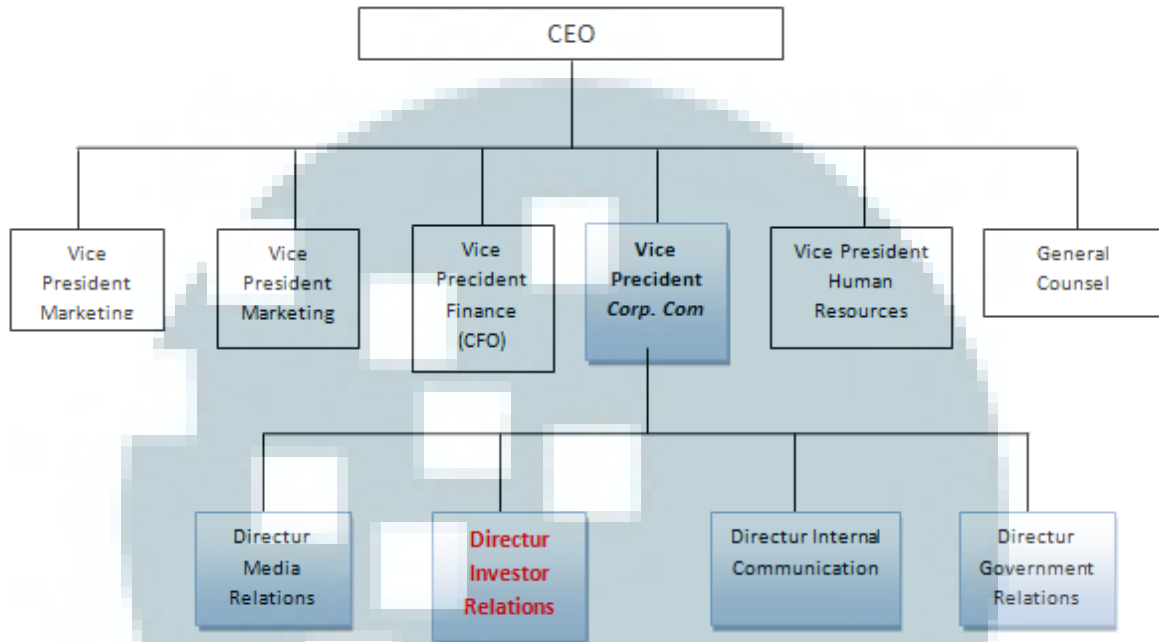 CEO
Vice
President
Marketing
Vice
President
Marketing
Vice
Precident
Finance
(CFO)
Vice
Precident
Corp. Com
Vice President
Human
Resources
General
Counsel
Directur
Media
Relations
Directur
Investor
Relations
Directur Internal
Communication
Directur
Government
Relations